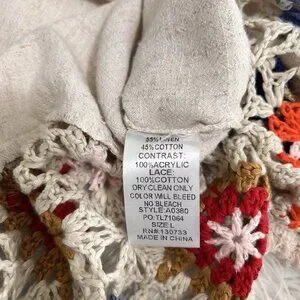 55% LINEN
45%COTTON
CONTRAST:
100%ACRYLIC
LACE:
100%COTTON
DRY CLEAN ONLY
COLOR WILL BLEED
NO BLEACH
STYLE:A0380
PO:TL71064
SIZE:L
RN#:130733
MADE IN CHINA